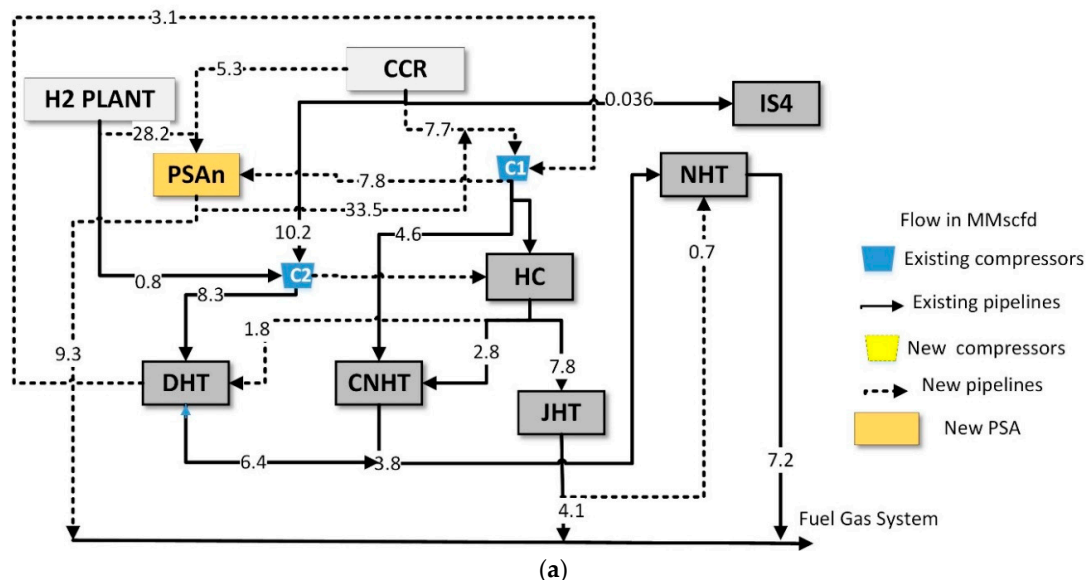 3.1
5.3
CCR
H2 PLANT
0.036
IS4
28.2
7.7
PSAn
C1
NHT
7.8
33.5
Flow in MMscfd
10.2
4.6
0.7
Existing compressors
0.8
C2
HC
8.3
Existing pipelines
1.8
9.3
2.8
7.8
New compressors
DHT
CNHT
New pipelines
JHT
New PSA
6.4
3.8
7.2
4.1
Fuel Gas System
(a)